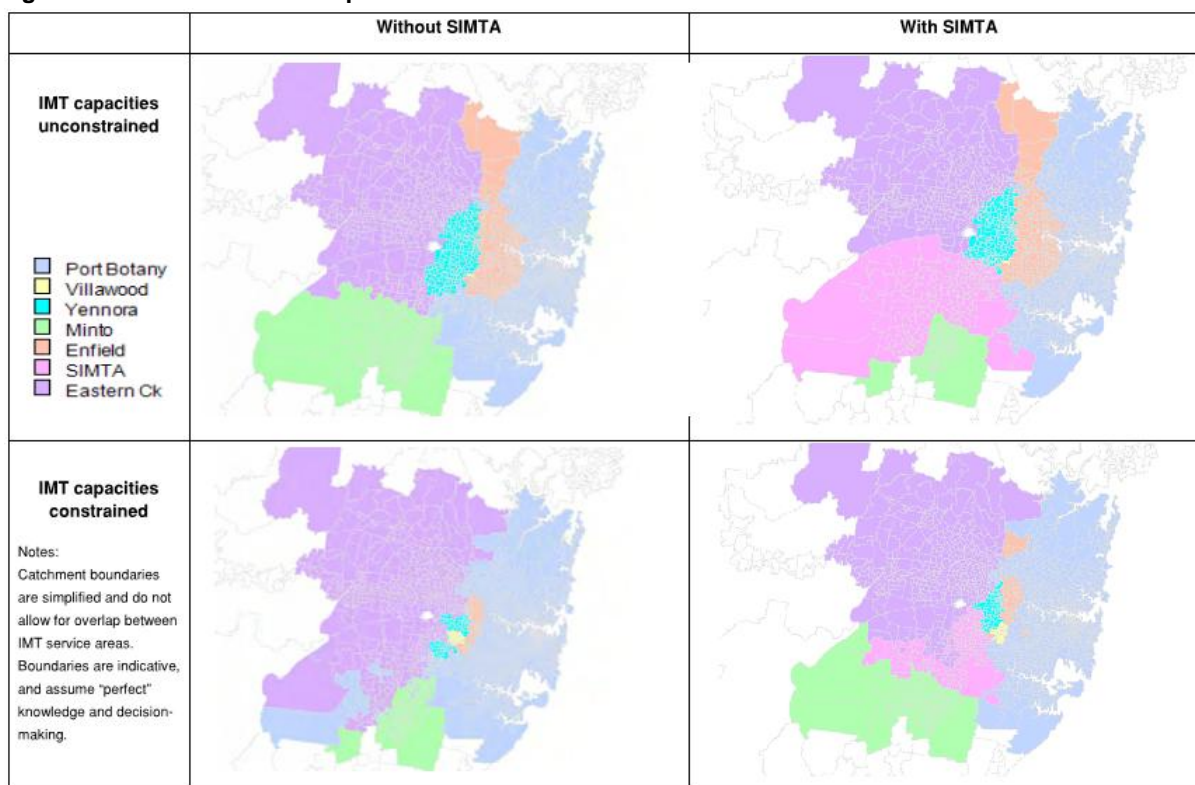 Without SIMTA
With SIMTA
IMT capacities
unconstrained
Port Botany
Villawood
Yennora
Minto
Enfield
SIMTA
Eastern Ck
IMT capacities
constrained
Notes:
Catchment boundaries
are simplified and do not
allow for overlap between
IMT service areas.
Boundaries are indicative,
and assume “perfect”
knowledge and decision-
making.